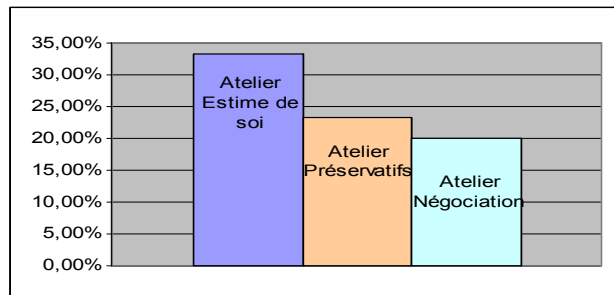 35,00%
30,00%
25,00%
20,00%
15,00%
10,00%
5,00%
0,00%
Atelier
Estime de
soi
Atelier
Préservatifs
Atelier
Négociation